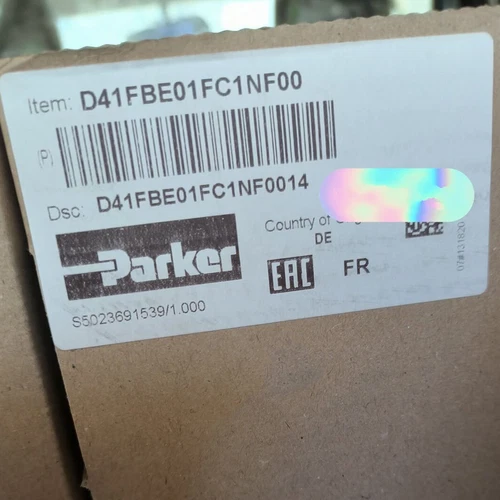 Item: D41FBE01FC1NF00
(P)
Dsc: D41FBE01FC1NF0014
Country of
DE
Parker
EAC FR
S5023691539/1.000